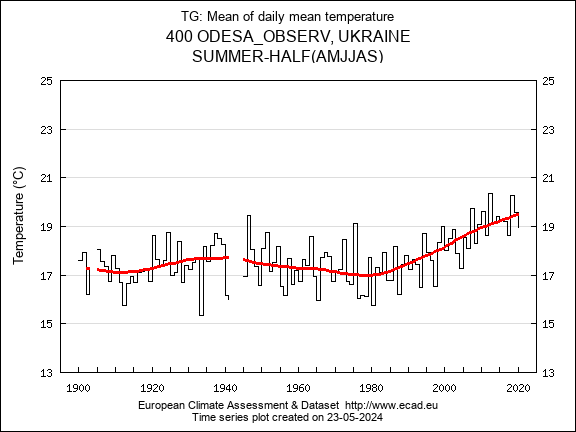 TG: Mean of daily mean temperature
400 ODESA_OBSERV, UKRAINE
SUMMER-HALF(AMJJAS)
25 25
23 23
21 21
19 19
17 17
15 15
13 13
Temperature (°C)
1900 1920 1940 1960 1980 2000 2020
European Climate Assessment & Dataset http://www.ecad.eu
Time series plot created on 23-05-2024